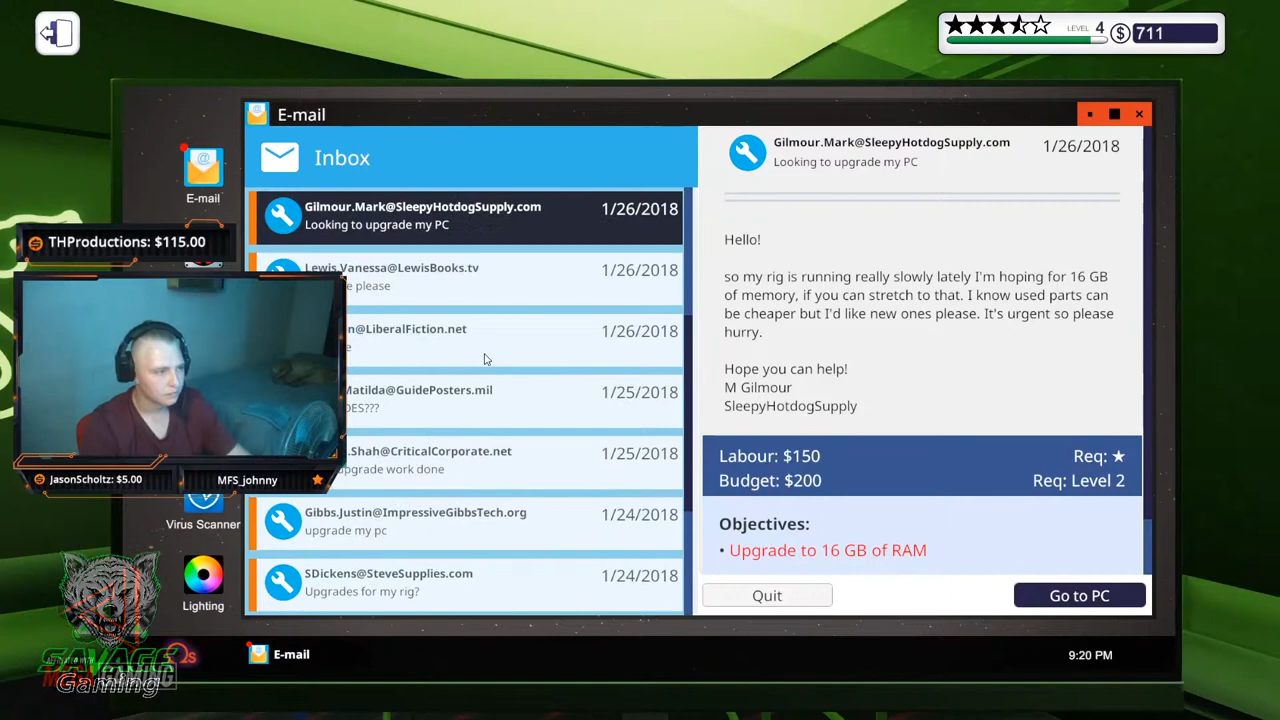 LEVEL 4
$ 711
E-mail
Inbox
Gilmour.Mark@SleepyHotdogSupply.com 1/26/2018
Looking to upgrade my PC
Lewis.Vanessa@LewisBooks.tv 1/26/2018
e please
n@LiberalFiction.net 1/26/2018
e
Matilda@GuidePosters.mil 1/25/2018
DES???
.Shah@CriticalCorporate.net 1/25/2018
upgrade work done
Gibbs.Justin@ImpressiveGibbsTech.org 1/24/2018
upgrade my pc
SDickens@SteveSupplies.com 1/24/2018
Upgrades for my rig?
Gilmour.Mark@SleepyHotdogSupply.com 1/26/2018
Looking to upgrade my PC
Hello!
so my rig is running really slowly lately I'm hoping for 16 GB
of memory, if you can stretch to that. I know used parts can
be cheaper but I'd like new ones please. It's urgent so please
hurry.
Hope you can help!
M Gilmour
SleepyHotdogSupply
Labour: $150 Req: ★
Budget: $200 Req: Level 2
Objectives:
• Upgrade to 16 GB of RAM
Quit
Go to PC
E-mail
THProductions: $115.00
JasonScholtz: $5.00
MFS_johnny
Virus Scanner
Lighting
Gaming
E-mail
9:20 PM